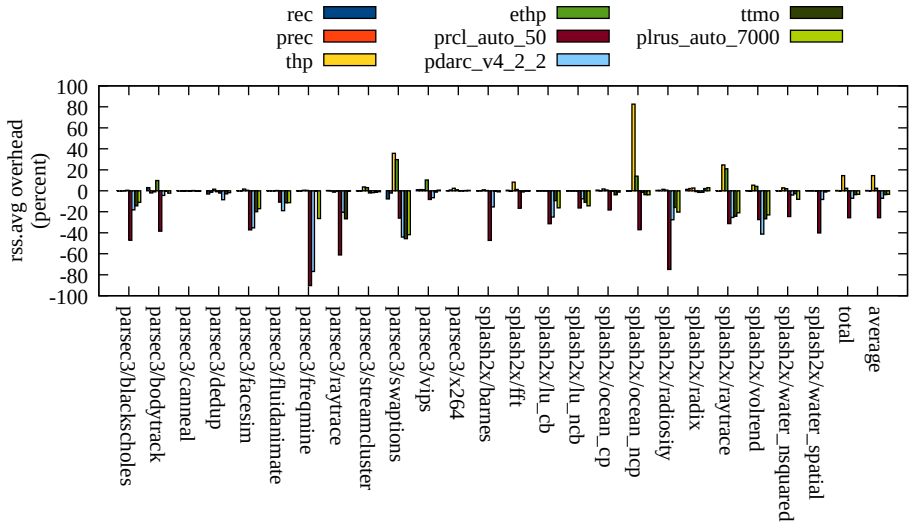 rec
prec
thp
ethp
prcl_auto_50
pdarc_v4_2_2
ttmo
plrus_auto_7000
rss.avg overhead
(percent)
100
80
60
40
20
0
-20
-40
-60
-80
-100
parsec3/blackscholes
parsec3/bodytrack
parsec3/canneal
parsec3/dedup
parsec3/facesim
parsec3/fluidanimate
parsec3/freqmine
parsec3/raytrace
parsec3/streamcluster
parsec3/swaptions
parsec3/vips
parsec3/x264
splash2x/barnes
splash2x/fft
splash2x/lu_cb
splash2x/lu_ncb
splash2x/ocean_cp
splash2x/ocean_ncp
splash2x/radiosity
splash2x/radix
splash2x/raytrace
splash2x/volrend
splash2x/water_nsquared
splash2x/water_spatial
total
average